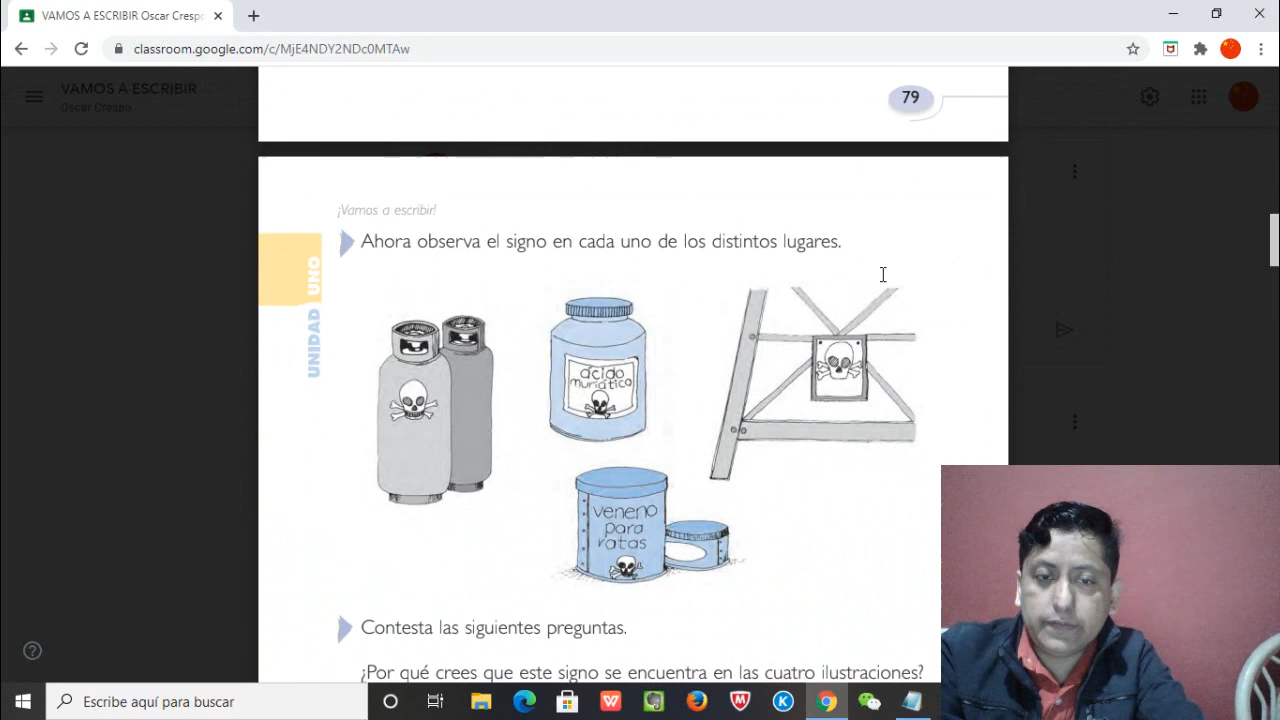 VAMOS A ESCRIBIR Oscar Crespo
classroom.google.com/c/MjE4NDY2NDc0MTAw
VAMOS A ESCRIBIR
Oscar Crespo
79
¡Vamos a escribir!
Ahora observa el signo en cada uno de los distintos lugares.
UNIDAD UNO
ácido
muriático
veneno
para
ratas
Contesta las siguientes preguntas.
¿Por qué crees que este signo se encuentra en las cuatro ilustraciones?
Escribe aquí para buscar